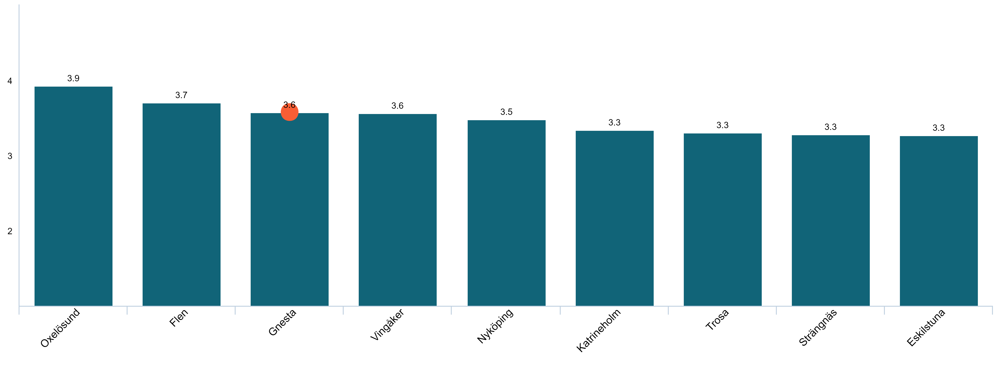 3.9
4
3.7
3.6
3.6
3.5
3.3
3.3
3.3
3.3
3
2
Oxelösund
Flen
Gnesta
Vingåker
Nyköping
Katrineholm
Trosa
Strängnäs
Eskilstuna